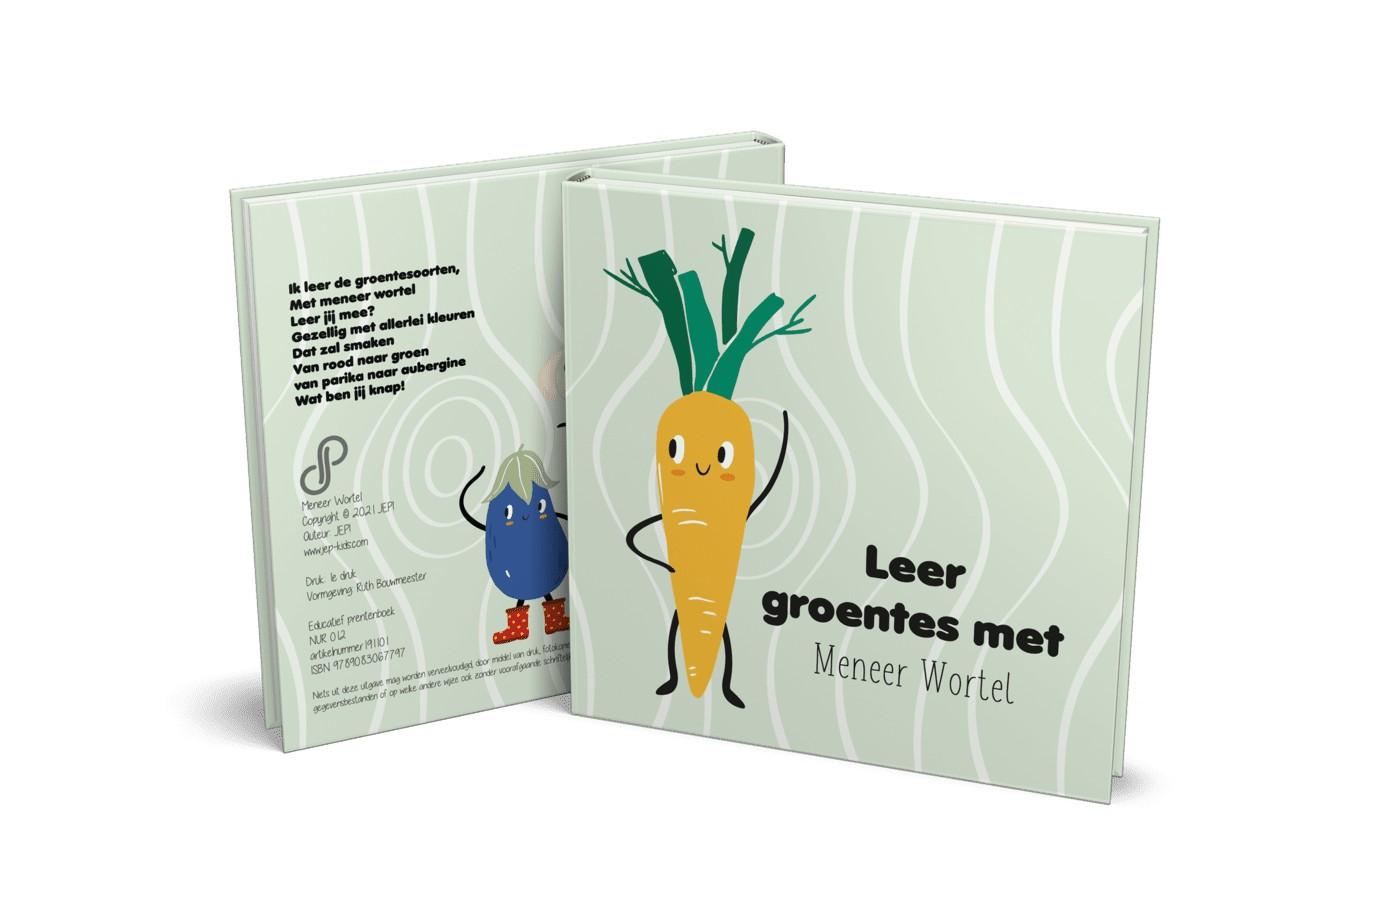 Ik leer de groentesoorten,
Met meneer wortel
Leer jij mee?
Gezellig met allerlei kleuren
Dat zal smaken
Van rood naar groen
van parika naar aubergine
Wat ben jij knap!
Meneer Wortel
Copyright © 2021 JEP!
Auteur: JEP!
www.jep-kids.com
Druk: 1e druk
Vormgeving: Ruth Bouwmeester
Educatief prentenboek
NUR 012
artikelnummer 191101
ISBN 9789083067797
Niets uit deze uitgave mag worden verveelvoudigd, door middel van druk, fotokopie
gegevensbestanden of op welke andere wijze ook zonder voorafgaande schriftelij
Leer
groentes met
Meneer Wortel